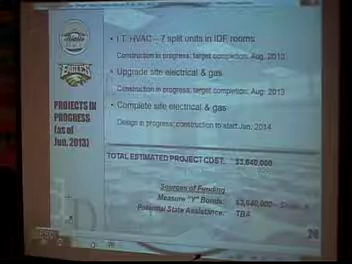 • I.T. HVAC – 7 split units in IDF rooms
Construction in progress; target completion: Aug. 2013
• Upgrade site electrical & gas
Construction in progress; target completion: Aug. 2013
• Complete site electrical & gas
Design in progress; construction to start Jun. 2014
EAGLES
PROJECTS IN
PROGRESS
(as of
Jun. 2013)
TOTAL ESTIMATED PROJECT COST: $3,640,000
Sources of Funding
Measure "Y" Bonds: $3,640,000
Potential State Assistance: TBA